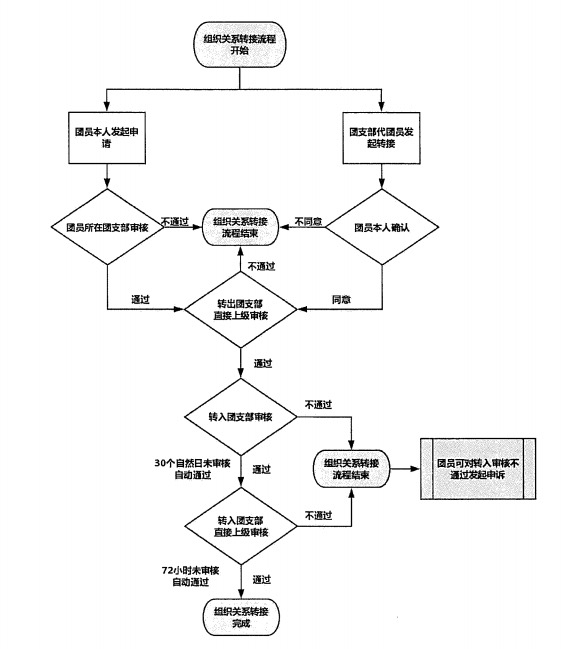 组织关系转接流程
开始
团员本人发起申
请
团支部代团员发
起转接
团员所在团支部审核
不通过
组织关系转接
流程结束
不同意
团员本人确认
不通过
通过
转出团支部
直接上级审核
同意
通过
转入团支部审核
不通过
30个自然日未审核
自动通过
通过
组织关系转接
流程结束
团员可对转入审核不
通过发起申诉
转入团支部
直接上级审核
不通过
72小时未审核
自动通过
通过
组织关系转接
完成